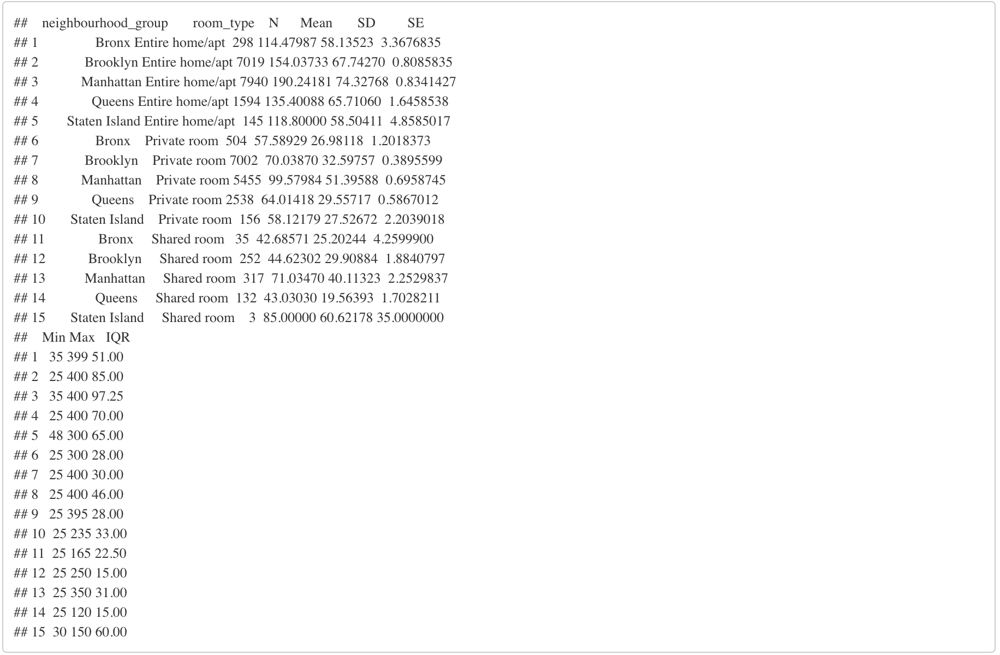 ## neighbourhood_group room_type N Mean SD SE
## 1 Bronx Entire home/apt 298 114.47987 58.13523 3.3676835
## 2 Brooklyn Entire home/apt 7019 154.03733 67.74270 0.8085835
## 3 Manhattan Entire home/apt 7940 190.24181 74.32768 0.8341427
## 4 Queens Entire home/apt 1594 135.40088 65.71060 1.6458538
## 5 Staten Island Entire home/apt 145 118.80000 58.50411 4.8585017
## 6 Bronx Private room 504 57.58929 26.98118 1.2018373
## 7 Brooklyn Private room 7002 70.03870 32.59757 0.3895599
## 8 Manhattan Private room 5455 99.57984 51.39588 0.6958745
## 9 Queens Private room 2538 64.01418 29.55717 0.5867012
## 10 Staten Island Private room 156 58.12179 27.52672 2.2039018
## 11 Bronx Shared room 35 42.68571 25.20244 4.2599900
## 12 Brooklyn Shared room 252 44.62302 29.90884 1.8840797
## 13 Manhattan Shared room 317 71.03470 40.11323 2.2529837
## 14 Queens Shared room 132 43.03030 19.56393 1.7028211
## 15 Staten Island Shared room 3 85.00000 60.62178 35.0000000
## Min Max IQR
## 1 35 399 51.00
## 2 25 400 85.00
## 3 35 400 97.25
## 4 25 400 70.00
## 5 48 300 65.00
## 6 25 300 28.00
## 7 25 400 30.00
## 8 25 400 46.00
## 9 25 395 28.00
## 10 25 235 33.00
## 11 25 165 22.50
## 12 25 250 15.00
## 13 25 350 31.00
## 14 25 120 15.00
## 15 30 150 60.00